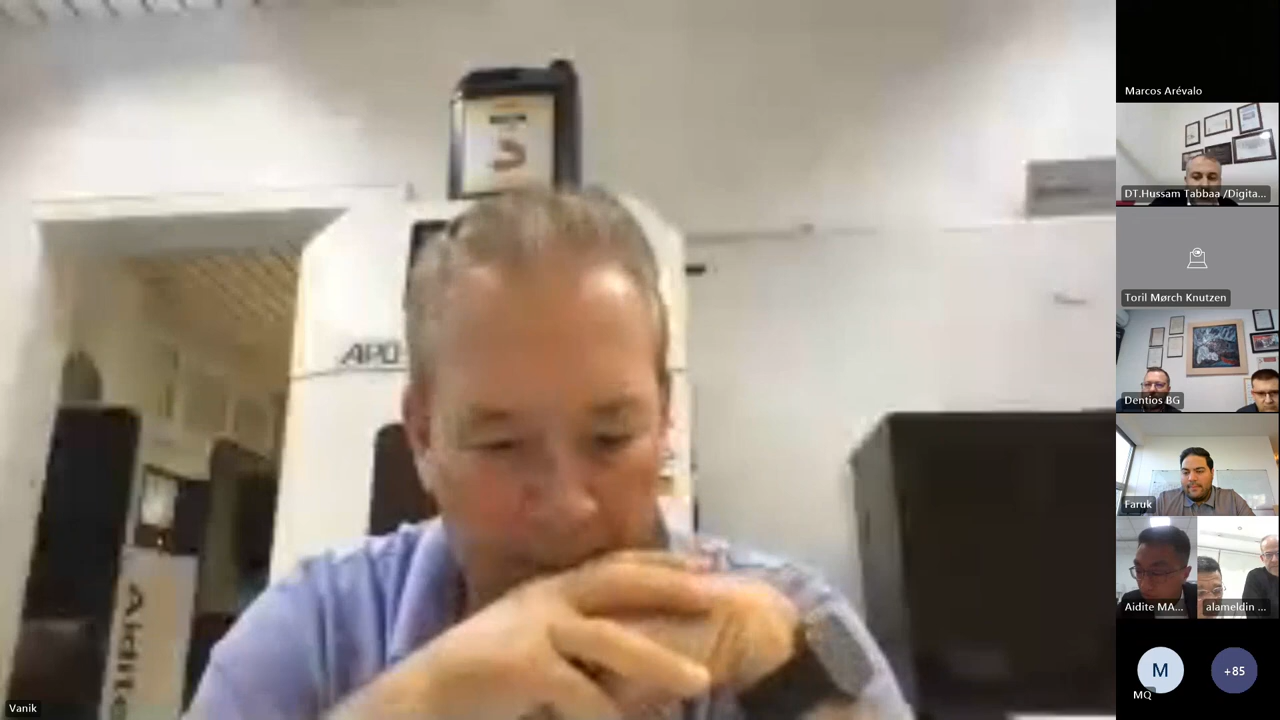 APO
Aidite
Vanik
Marcos Arévalo
DT.Hussam Tabbaa /Digita...
Toril Mørch Knutzen
Dentios BG
Faruk
Aidite MA...
alameldin ...
M
MQ
+85